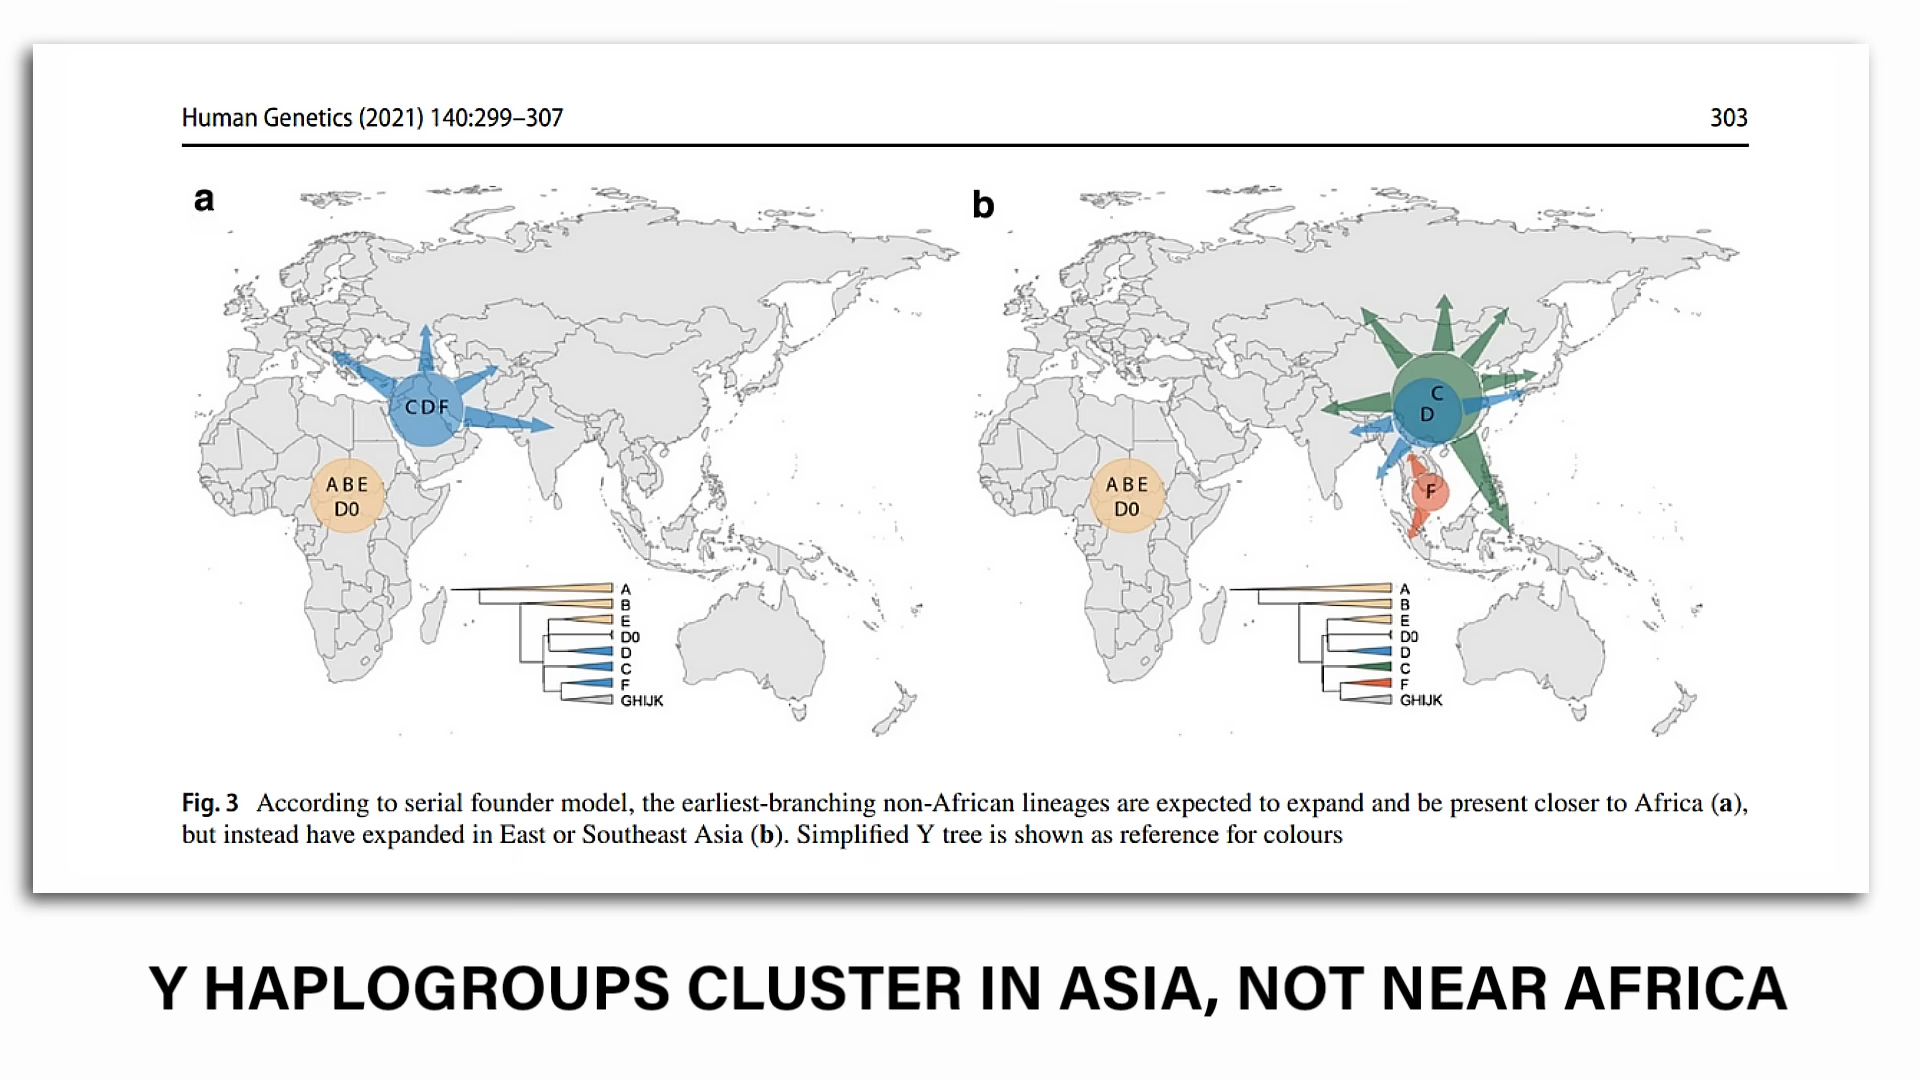 Human Genetics (2021) 140:299–307
303
a
b
C D F
A B E
D0
A
B
E
D0
D
C
F
GHIJK
C
D
F
A B E
D0
A
B
E
D0
D
C
F
GHIJK
Fig. 3 According to serial founder model, the earliest-branching non-African lineages are expected to expand and be present closer to Africa (a),
but instead have expanded in East or Southeast Asia (b). Simplified Y tree is shown as reference for colours
Y HAPLOGROUPS CLUSTER IN ASIA, NOT NEAR AFRICA